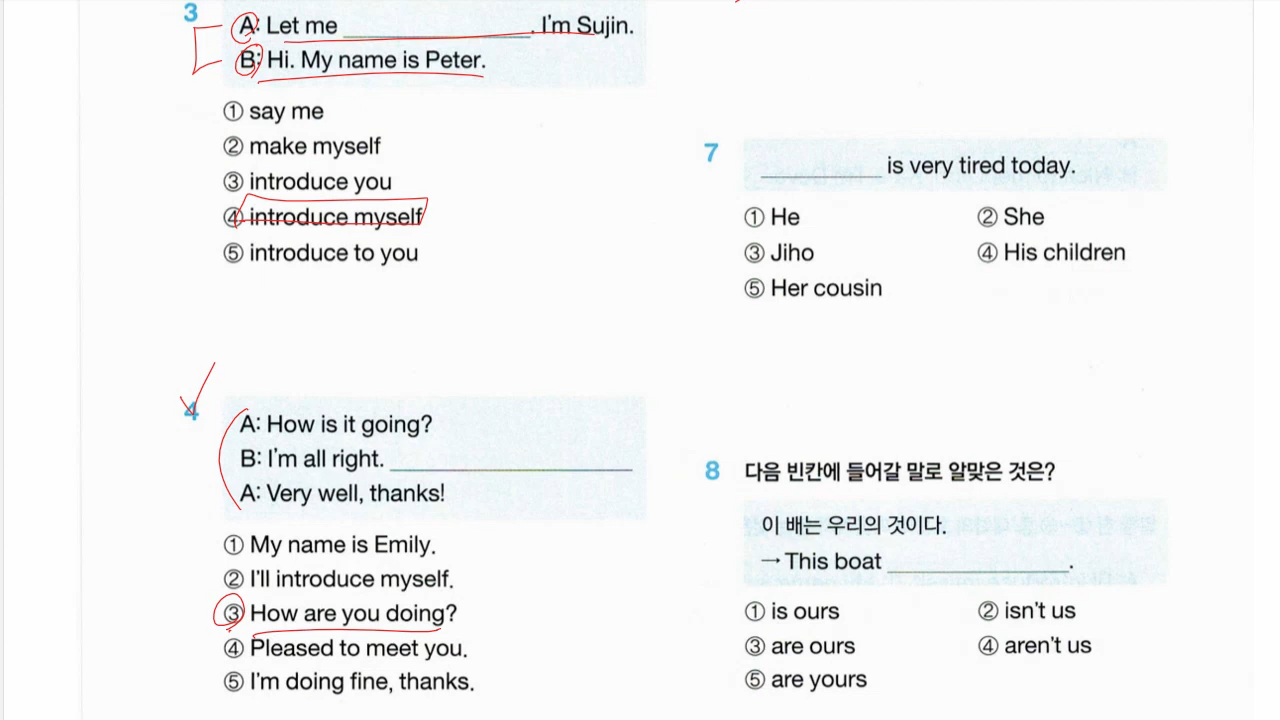 3
A: Let me ____________. I'm Sujin.
B: Hi. My name is Peter.
① say me
② make myself
③ introduce you
④ introduce myself
⑤ introduce to you
4
A: How is it going?
B: I'm all right. ____________
A: Very well, thanks!
① My name is Emily.
② I'll introduce myself.
③ How are you doing?
④ Pleased to meet you.
⑤ I'm doing fine, thanks.
7
____________ is very tired today.
① He ② She
③ Jiho ④ His children
⑤ Her cousin
8 다음 빈칸에 들어갈 말로 알맞은 것은?
이 배는 우리의 것이다.
→ This boat ____________.
① is ours ② isn't us
③ are ours ④ aren't us
⑤ are yours